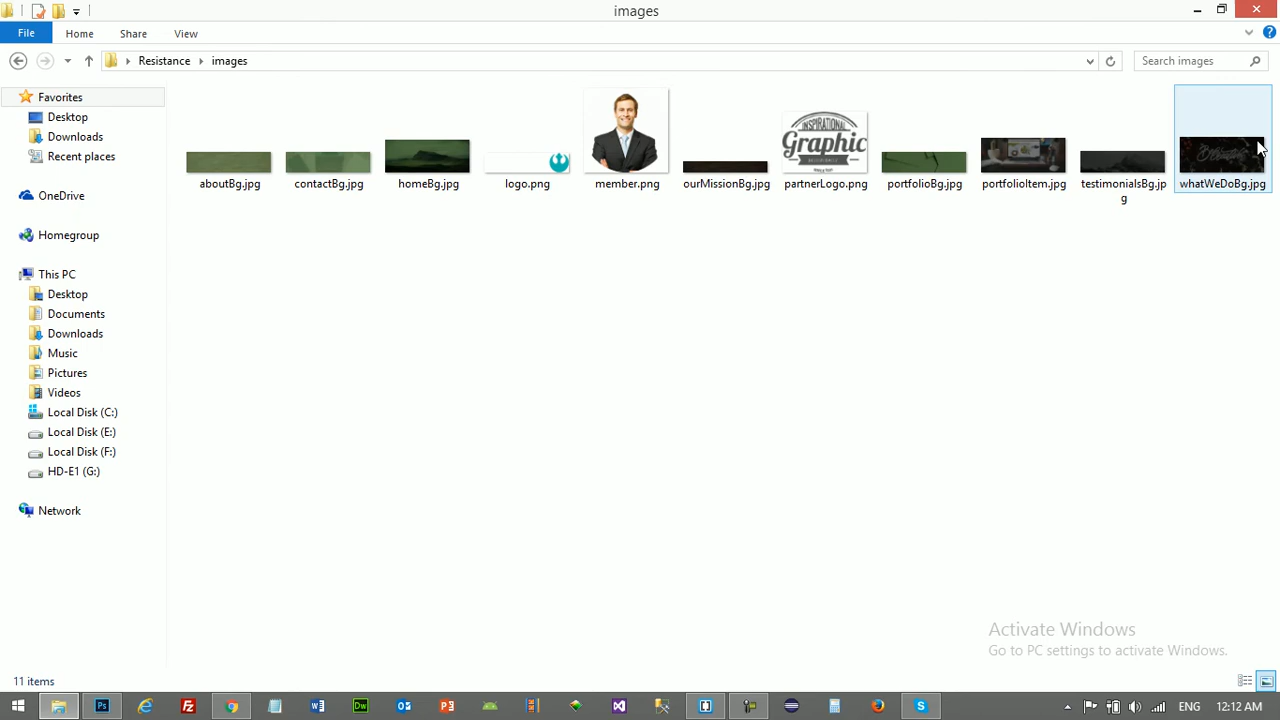 images
File
Home
Share
View
Resistance
images
Search images
Favorites
Desktop
Downloads
Recent places
OneDrive
Homegroup
This PC
Desktop
Documents
Downloads
Music
Pictures
Videos
Local Disk (C:)
Local Disk (E:)
Local Disk (F:)
HD-E1 (G:)
Network
INSPIRATIONAL
Graphic
aboutBg.jpg
contactBg.jpg
homeBg.jpg
logo.png
member.png
ourMissionBg.jpg
partnerLogo.png
portfolioBg.jpg
portfolioItem.jpg
testimonialsBg.jp
g
whatWeDoBg.jpg
Activate Windows
Go to PC settings to activate Windows.
11 items
ENG
12:12 AM